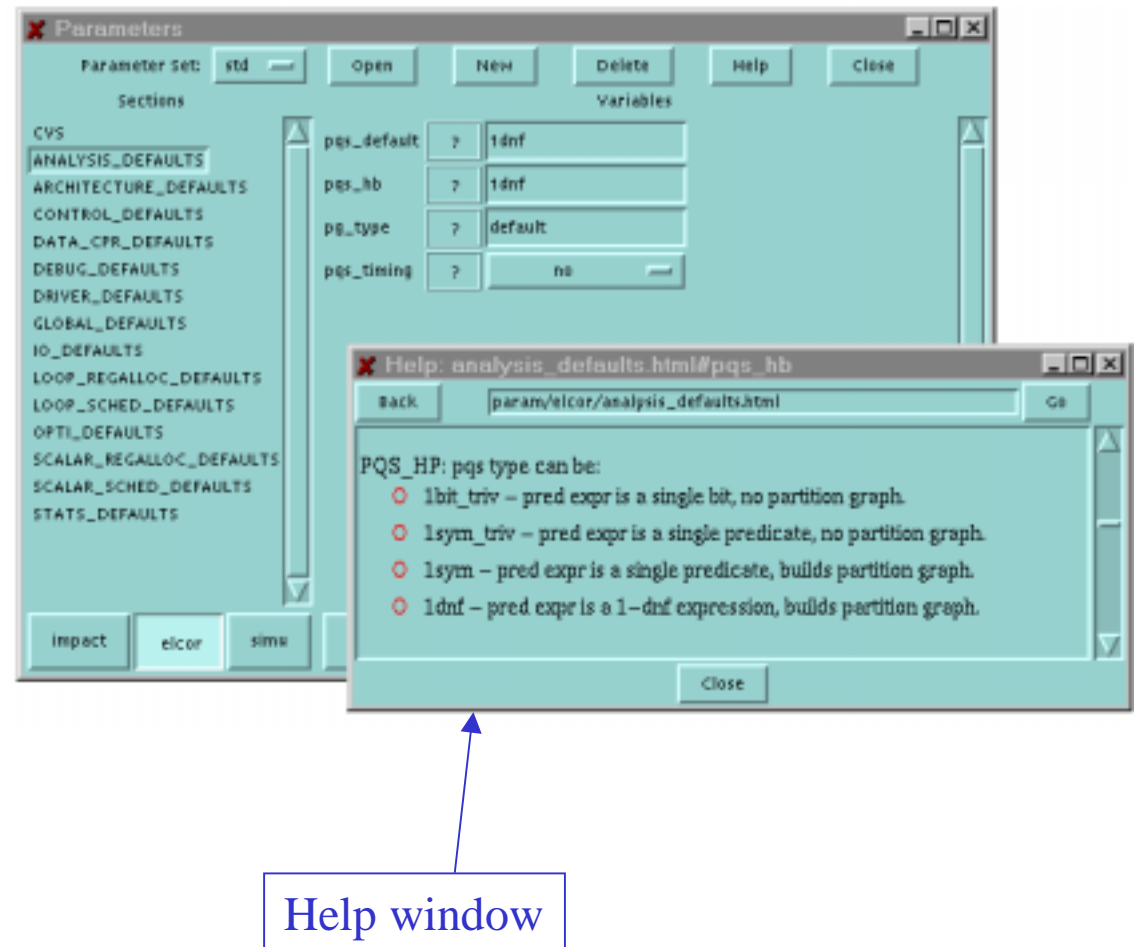 Parameters
Parameter Set: std Open New Delete Help Close
Sections Variables
CVS
ANALYSIS_DEFAULTS
ARCHITECTURE_DEFAULTS
CONTROL_DEFAULTS
DATA_CPR_DEFAULTS
DEBUG_DEFAULTS
DRIVER_DEFAULTS
GLOBAL_DEFAULTS
IO_DEFAULTS
LOOP_REGALLOC_DEFAULTS
LOOP_SCHED_DEFAULTS
OPTI_DEFAULTS
SCALAR_REGALLOC_DEFAULTS
SCALAR_SCHED_DEFAULTS
STATS_DEFAULTS
pqs_default ? 1dnf
pqs_hb ? 1dnf
pg_type ? default
pqs_timing ? no
impact elcor simu
Help: analysis_defaults.html#pqs_hb
Back param/elcor/analysis_defaults.html Go
PQS_HP: pqs type can be:
1bit_triv – pred expr is a single bit, no partition graph.
1sym_triv – pred expr is a single predicate, no partition graph.
1sym – pred expr is a single predicate, builds partition graph.
1dnf – pred expr is a 1–dnf expression, builds partition graph.
Close
Help window